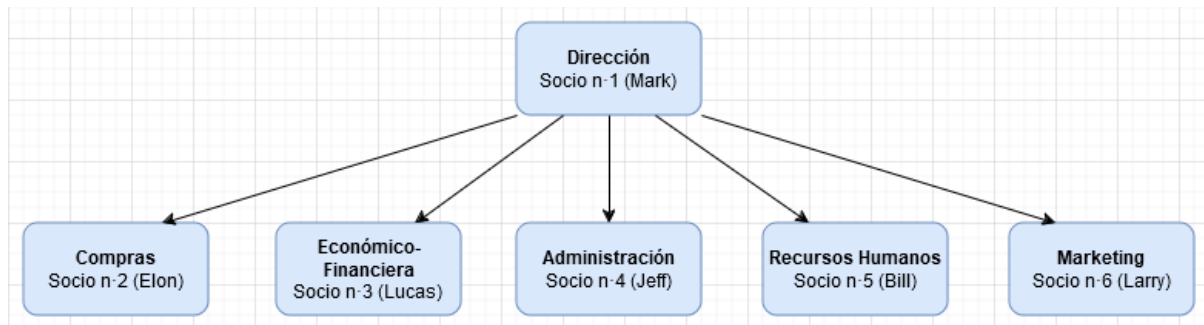 Dirección
Socio n·1 (Mark)
Compras
Socio n·2 (Elon)
Económico-
Financiera
Socio n·3 (Lucas)
Administración
Socio n·4 (Jeff)
Recursos Humanos
Socio n·5 (Bill)
Marketing
Socio n·6 (Larry)